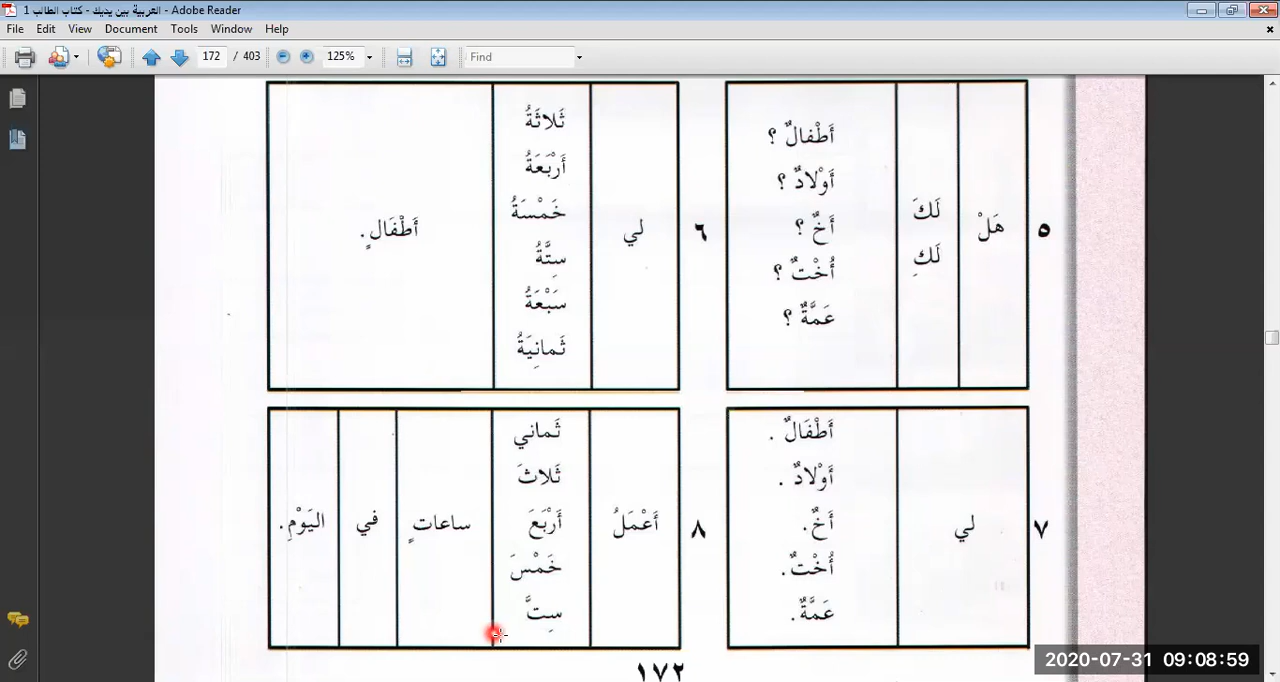 العربية بين يديك - كتاب الطالب 1 - Adobe Reader
File Edit View Document Tools Window Help
172 / 403 125% Find
٥
هَلْ
لَكَ
لَكِ
أَطْفالٌ ؟
أَوْلادٌ ؟
أَخٌ ؟
أُخْتٌ ؟
عَمَّةٌ ؟
٦
لي
ثَلاثَةُ
أَرْبَعَةُ
خَمْسَةُ
سِتَّةُ
سَبْعَةُ
ثَمانِيَةُ
أَطْفَالٍ.
٧
لي
أَطْفَالٌ .
أَوْلادٌ .
أَخٌ.
أُخْتٌ.
عَمَّةٌ.
٨
أَعْمَلُ
ثَماني
ثَلاثَ
أَرْبَعَ
خَمْسَ
سِتَّ
ساعاتٍ
في
اليَوْمِ.
١٧٢
2020-07-31 09:08:59